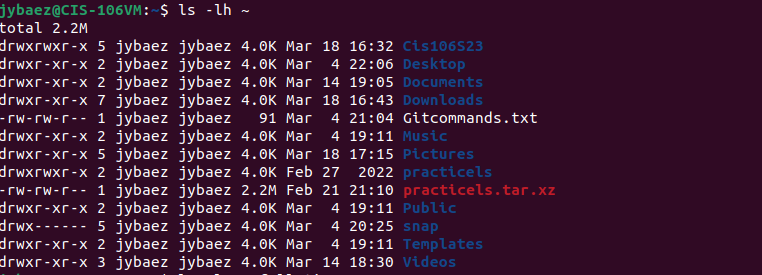 jybaez@CIS-106VM:~$ ls -lh ~
total 2.2M
drwxrwxr-x 5 jybaez jybaez 4.0K Mar 18 16:32 Cis106S23
drwxr-xr-x 2 jybaez jybaez 4.0K Mar  4 22:06 Desktop
drwxr-xr-x 2 jybaez jybaez 4.0K Mar 14 19:05 Documents
drwxr-xr-x 7 jybaez jybaez 4.0K Mar 18 16:43 Downloads
-rw-rw-r-- 1 jybaez jybaez   91 Mar  4 21:04 Gitcommands.txt
drwxr-xr-x 2 jybaez jybaez 4.0K Mar  4 19:11 Music
drwxr-xr-x 5 jybaez jybaez 4.0K Mar 18 17:15 Pictures
drwxrwxr-x 2 jybaez jybaez 4.0K Feb 27  2022 practicels
-rw-rw-r-- 1 jybaez jybaez 2.2M Feb 21 21:10 practicels.tar.xz
drwxr-xr-x 2 jybaez jybaez 4.0K Mar  4 19:11 Public
drwx------ 5 jybaez jybaez 4.0K Mar  4 20:25 snap
drwxr-xr-x 2 jybaez jybaez 4.0K Mar  4 19:11 Templates
drwxr-xr-x 3 jybaez jybaez 4.0K Mar 14 18:30 Videos